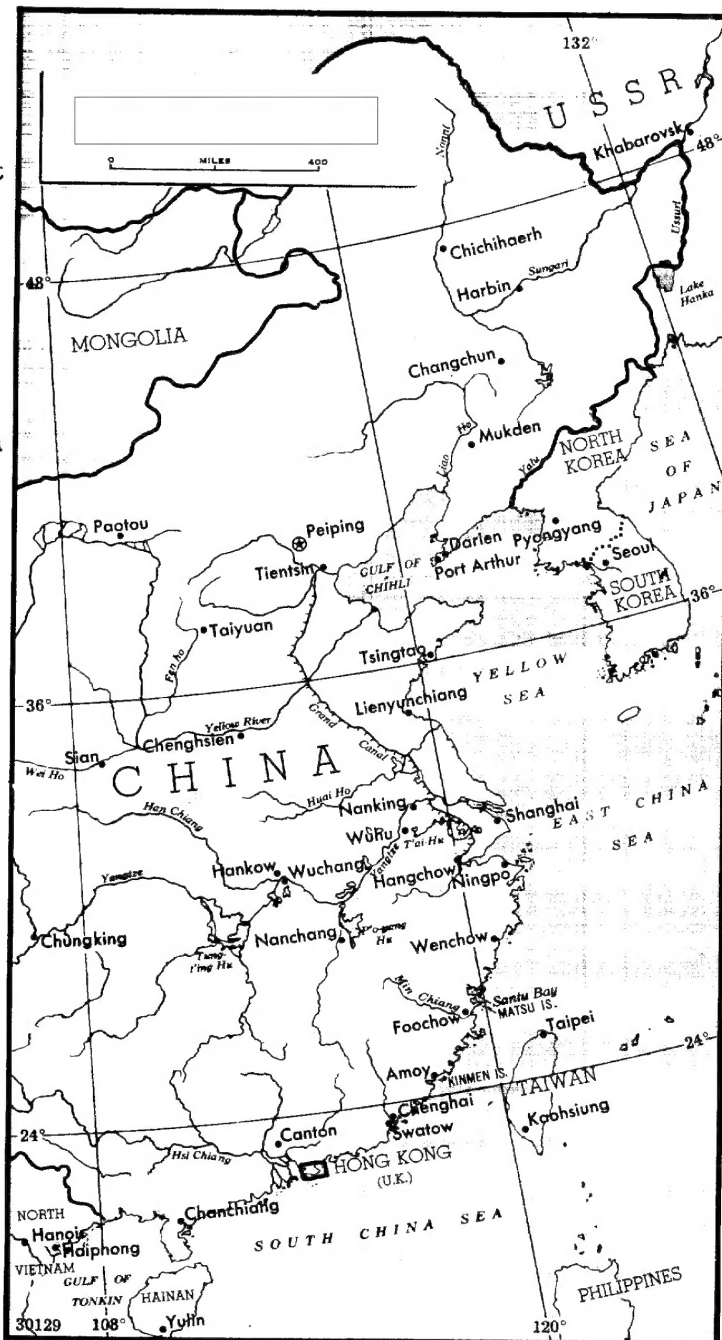 132°
USSR
Khabarovsk
48°
0 MILES 400
Nonni
Ussuri
Chichihaerh
Sungari
Harbin
Lake
Hanka
48°
MONGOLIA
Changchun
Liao Ho
Mukden
NORTH
KOREA
SEA
OF
JAPAN
Yalu
Paotou
Peiping
Tientsin
GULF OF
CHIHLI
Darien
Port Arthur
Pyongyang
Seoul
SOUTH
KOREA
36°
Taiyuan
Fen ho
Tsingtao
YELLOW
SEA
36°
Lienyunchiang
Yellow River
Grand
Canal
Chenghsien
Sian
Wei Ho
CHINA
Huai Ho
Han Chiang
Nanking
Shanghai
EAST CHINA
SEA
T'ai-Hu
Hankow
Wuchang
Yangtze
Yangtze
Hangchow
Ningpo
Chungking
Tung-
t'ing Hu
Nanchang
P'o-yang
Hu
Wenchow
Min Chiang
Santu Bay
MATSU IS.
Foochow
Taipei
24°
Amoy
KINMEN IS.
TAIWAN
Chenghai
Swatow
Kaohsiung
24°
Canton
Hsi Chiang
HONG KONG
(U.K.)
Chanchiang
SOUTH CHINA SEA
NORTH
VIETNAM
Hanoi
Haiphong
GULF OF
TONKIN
HAINAN
Yulin
PHILIPPINES
30129
108°
120°